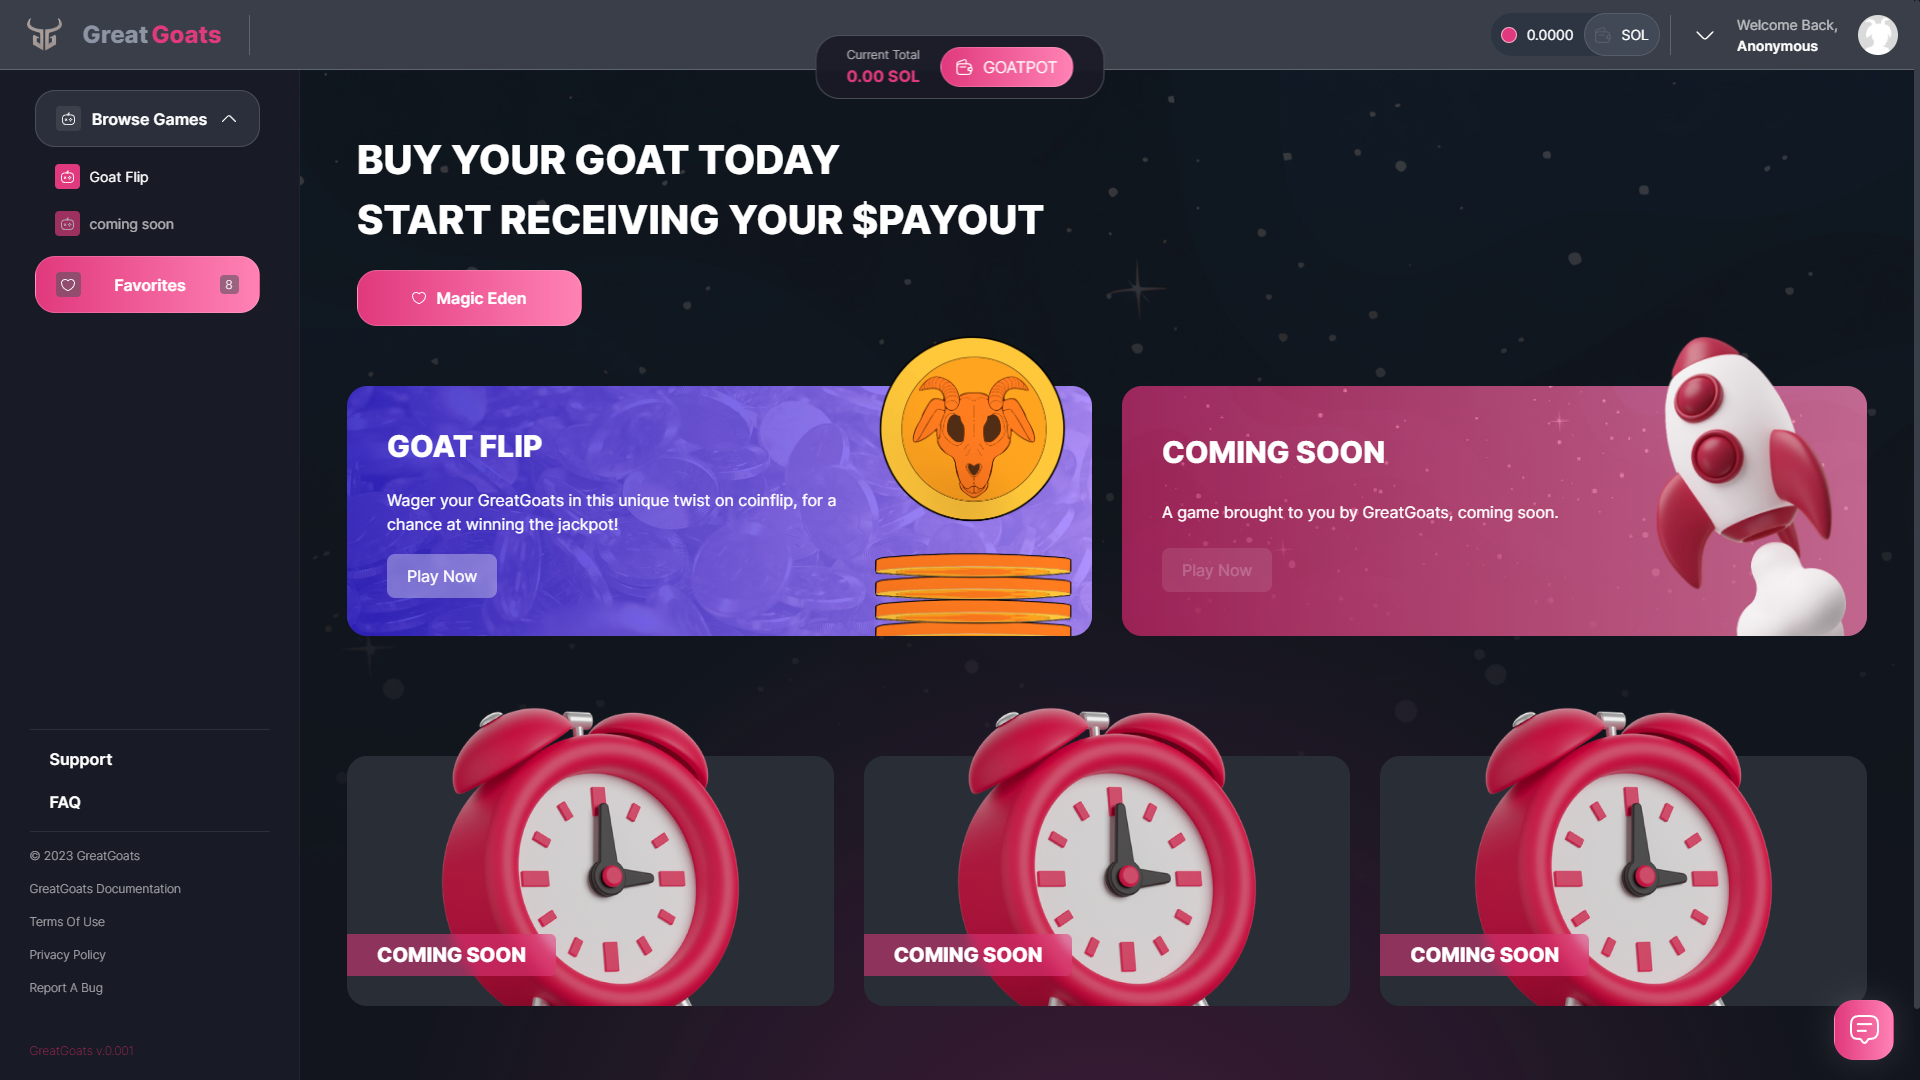 GreatGoats
Current Total
0.00 SOL
GOATPOT
0.0000
SOL
Welcome Back,
Anonymous
Browse Games
Goat Flip
coming soon
Favorites
8
BUY YOUR GOAT TODAY
START RECEIVING YOUR $PAYOUT
Magic Eden
GOAT FLIP
Wager your GreatGoats in this unique twist on coinflip, for a
chance at winning the jackpot!
Play Now
COMING SOON
A game brought to you by GreatGoats, coming soon.
Play Now
COMING SOON
COMING SOON
COMING SOON
Support
FAQ
© 2023 GreatGoats
GreatGoats Documentation
Terms Of Use
Privacy Policy
Report A Bug
GreatGoats v.0.001